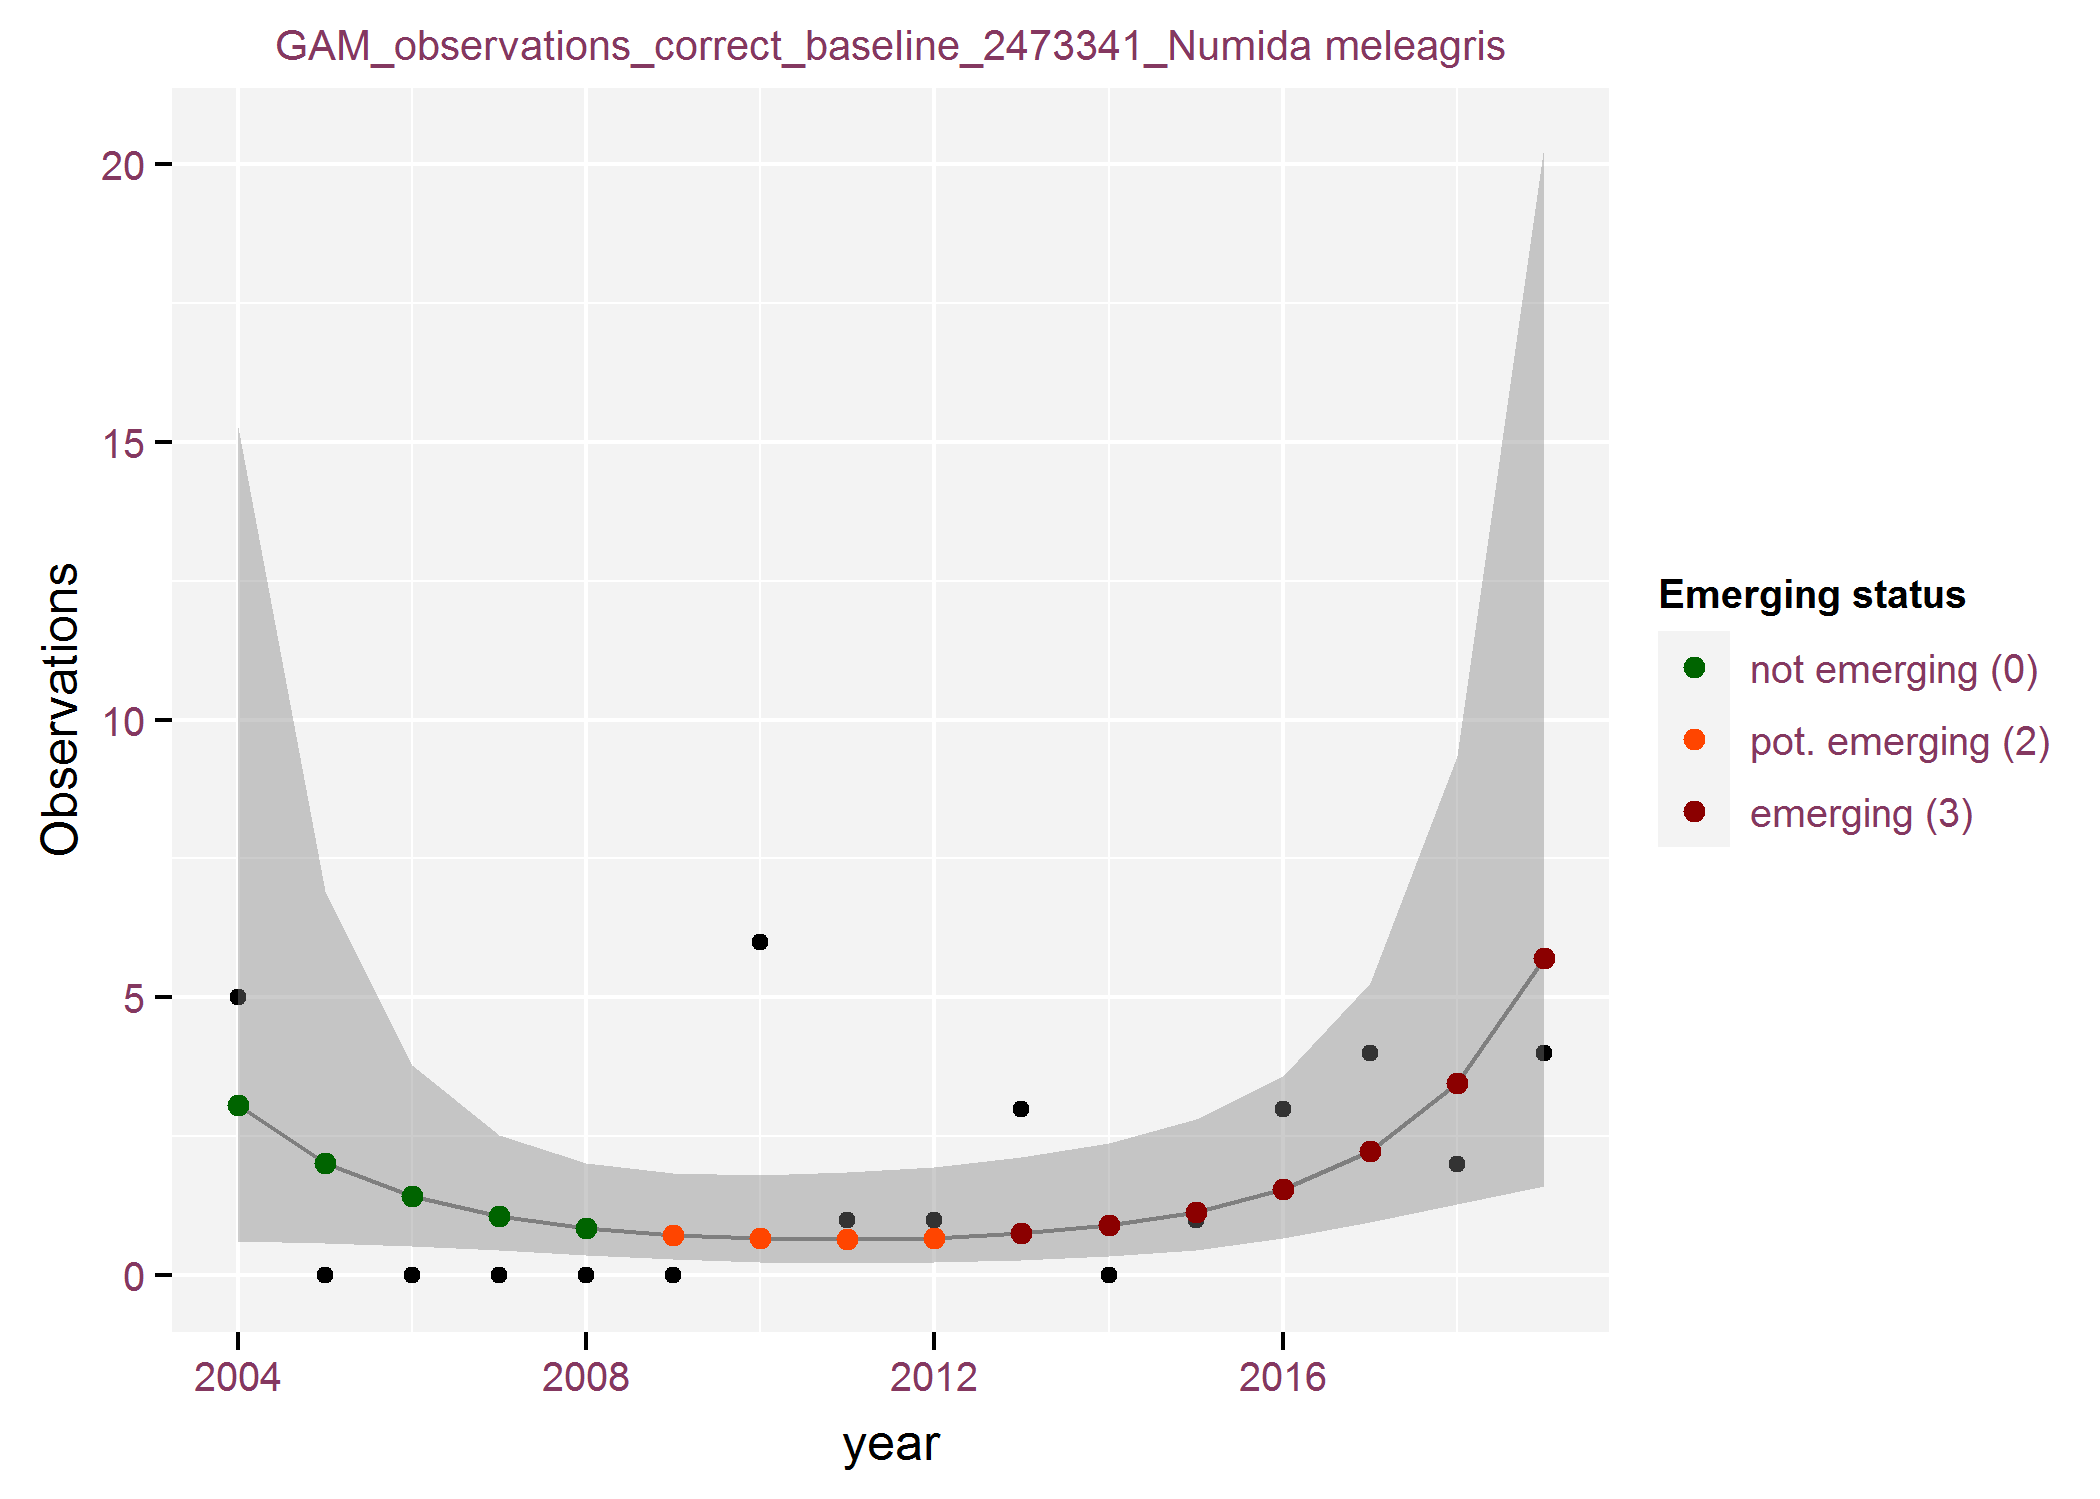 GAM_observations_correct_baseline_2473341_Numida meleagris
20
15
10
5
0
Observations
2004 2008 2012 2016
year
Emerging status
not emerging (0)
pot. emerging (2)
emerging (3)